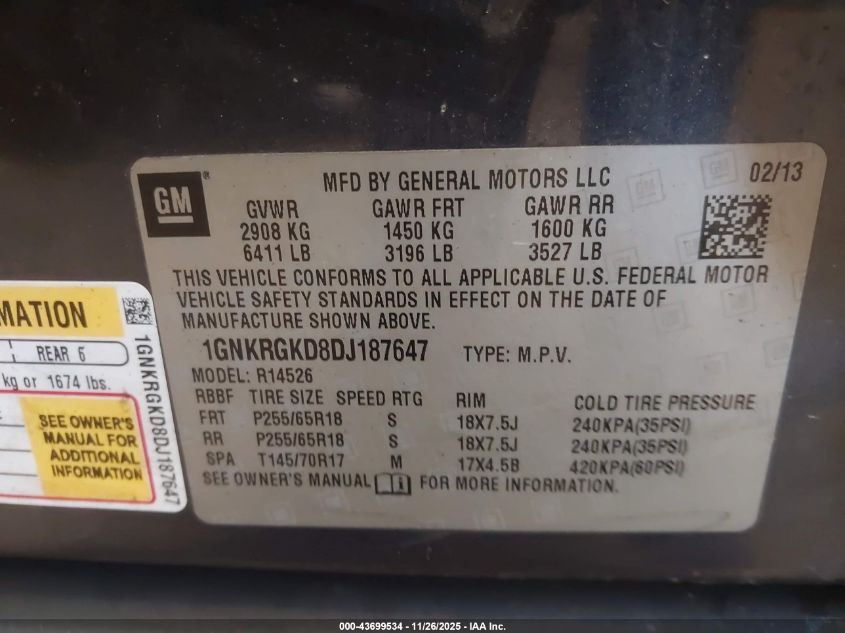 GM
®
MFD BY GENERAL MOTORS LLC
02/13
GVWR GAWR FRT GAWR RR
2908 KG 1450 KG 1600 KG
6411 LB 3196 LB 3527 LB
THIS VEHICLE CONFORMS TO ALL APPLICABLE U.S. FEDERAL MOTOR
VEHICLE SAFETY STANDARDS IN EFFECT ON THE DATE OF
MANUFACTURE SHOWN ABOVE.
1GNKRGKD8DJ187647 TYPE: M.P.V.
MODEL: R14526
RBBF TIRE SIZE SPEED RTG RIM COLD TIRE PRESSURE
FRT P255/65R18 S 18X7.5J 240KPA(35PSI)
RR P255/65R18 S 18X7.5J 240KPA(35PSI)
SPA T145/70R17 M 17X4.5B 420KPA(60PSI)
SEE OWNER'S MANUAL FOR MORE INFORMATION.
MATION
REAR 6
kg or 1674 lbs.
SEE OWNER'S
MANUAL FOR
ADDITIONAL
INFORMATION
1GNKRGKD8DJ187647
000-43699534 - 11/26/2025 - IAA Inc.